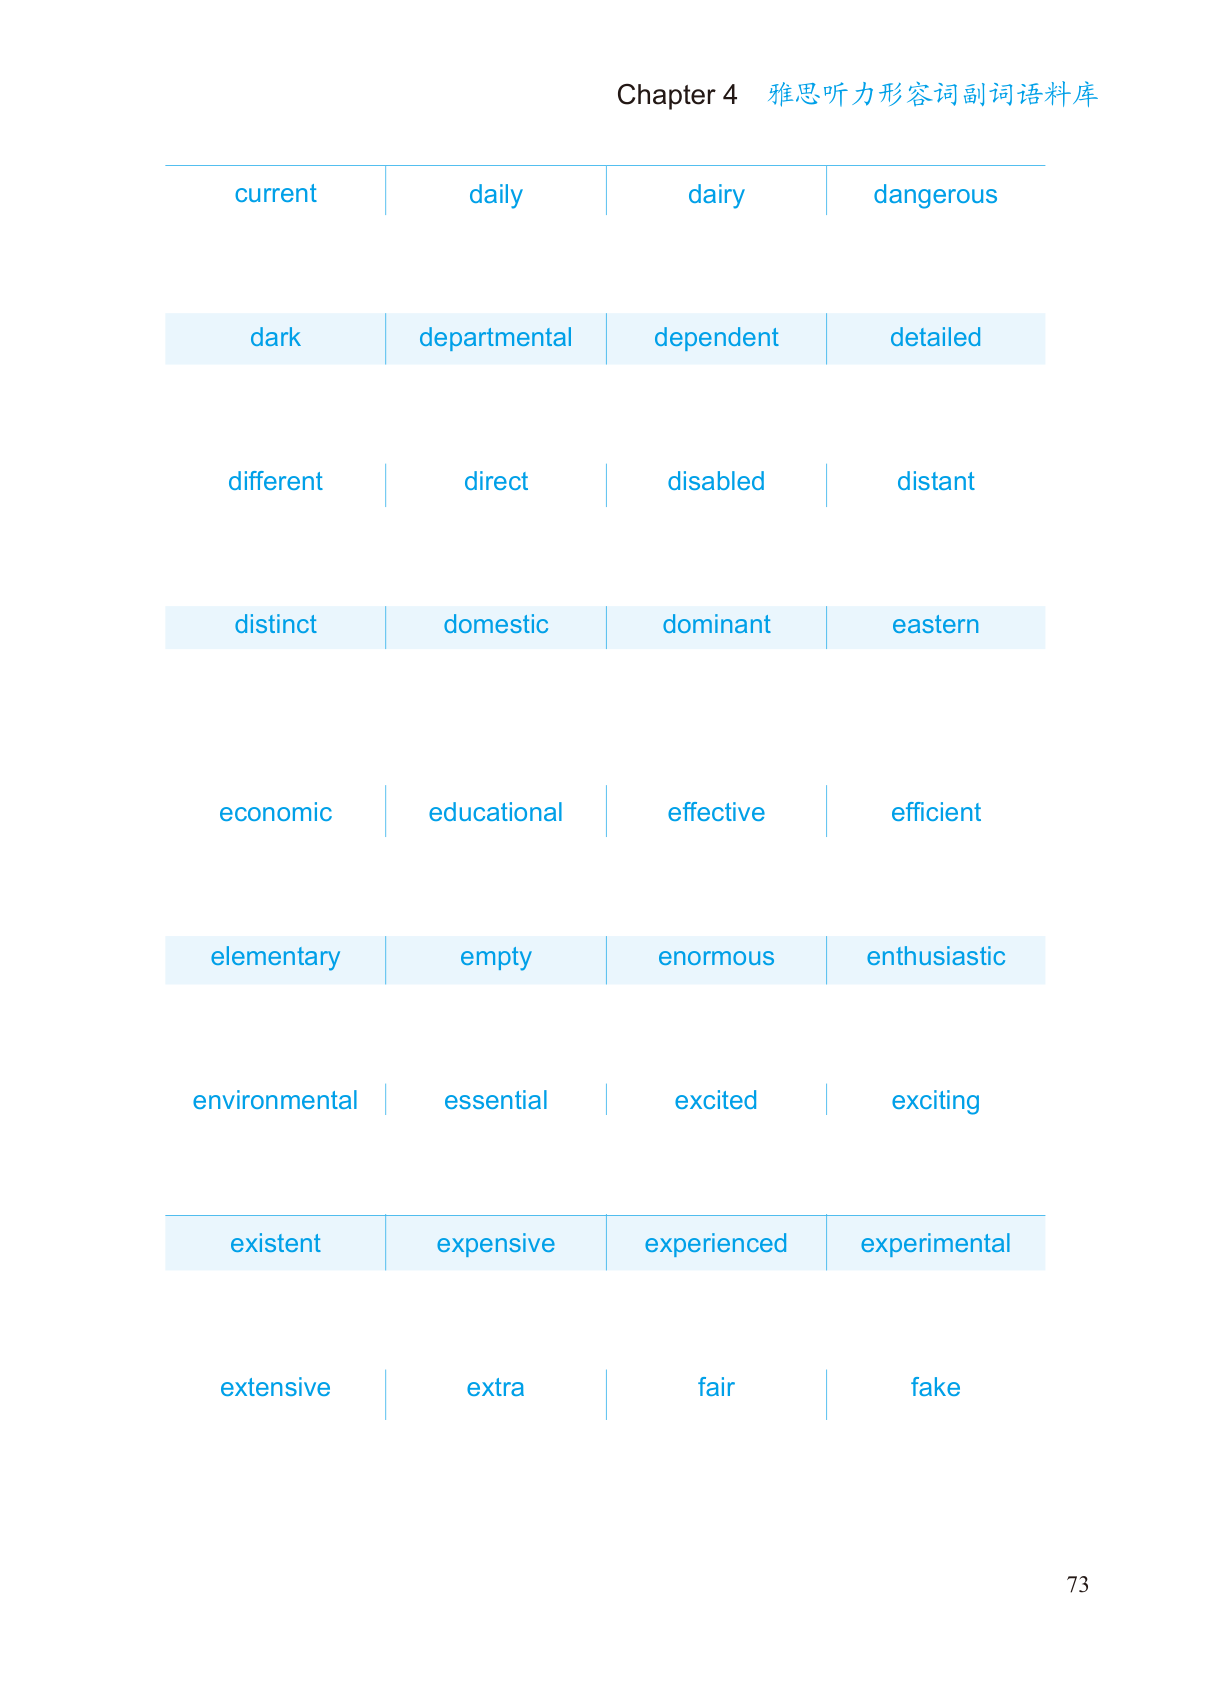 Chapter 4 雅思听力形容词副词语料库
current daily dairy dangerous
dark departmental dependent detailed
different direct disabled distant
distinct domestic dominant eastern
economic educational effective efficient
elementary empty enormous enthusiastic
environmental essential excited exciting
existent expensive experienced experimental
extensive extra fair fake
73